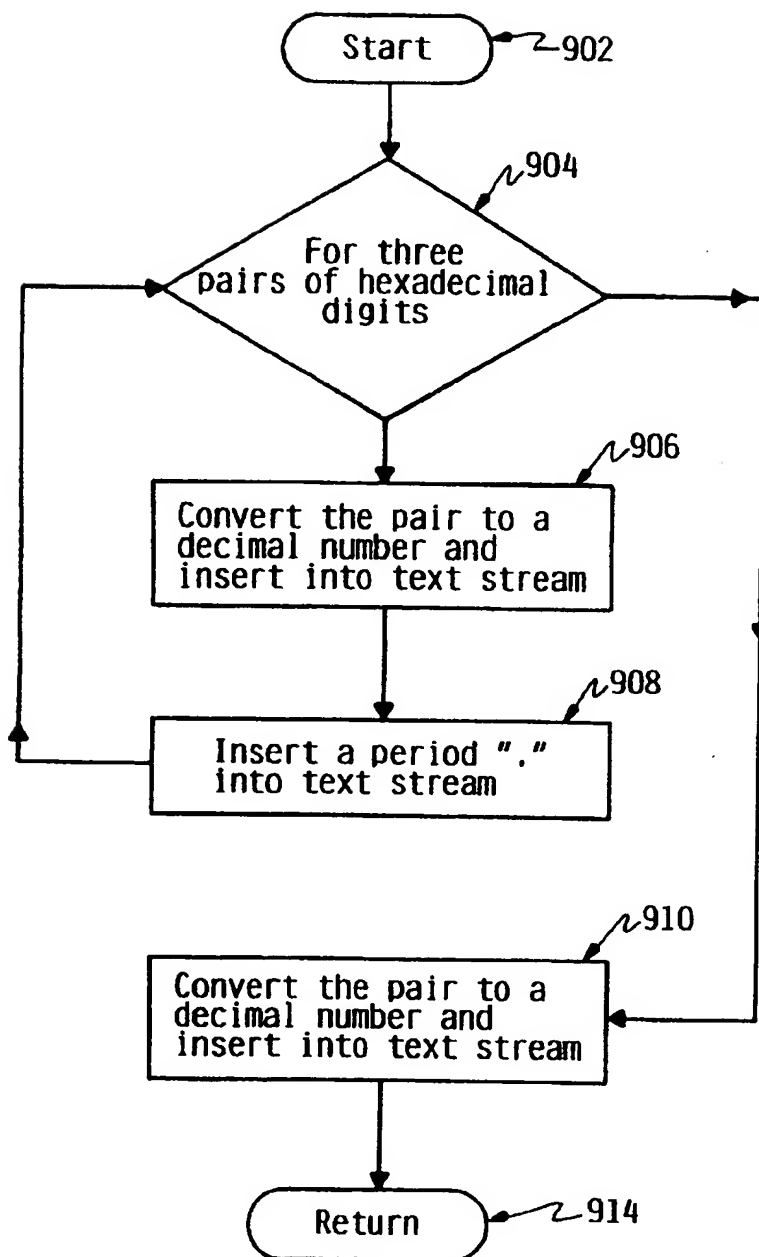 Start
902
904
For three
pairs of hexadecimal
digits
906
Convert the pair to a
decimal number and
insert into text stream
908
Insert a period "."
into text stream
910
Convert the pair to a
decimal number and
insert into text stream
Return
914